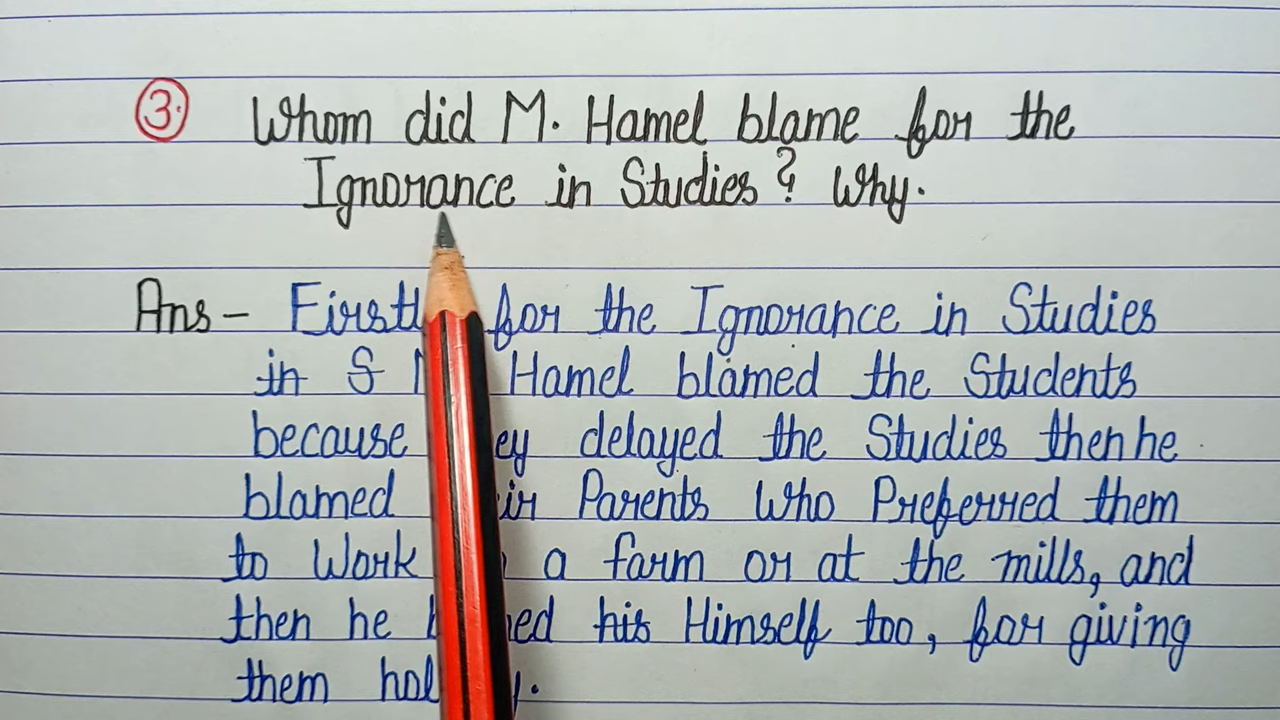 3. Whom did M. Hamel blame for the
Ignorance in Studies? Why.
Ans - Firstl for the Ignorance in Studies
in S Hamel blamed the Students
because ey delayed the Studies then he
blamed ir Parents Who Preferred them
to Work a farm or at the mills, and
then he ed his Himself too, for giving
them hol y.